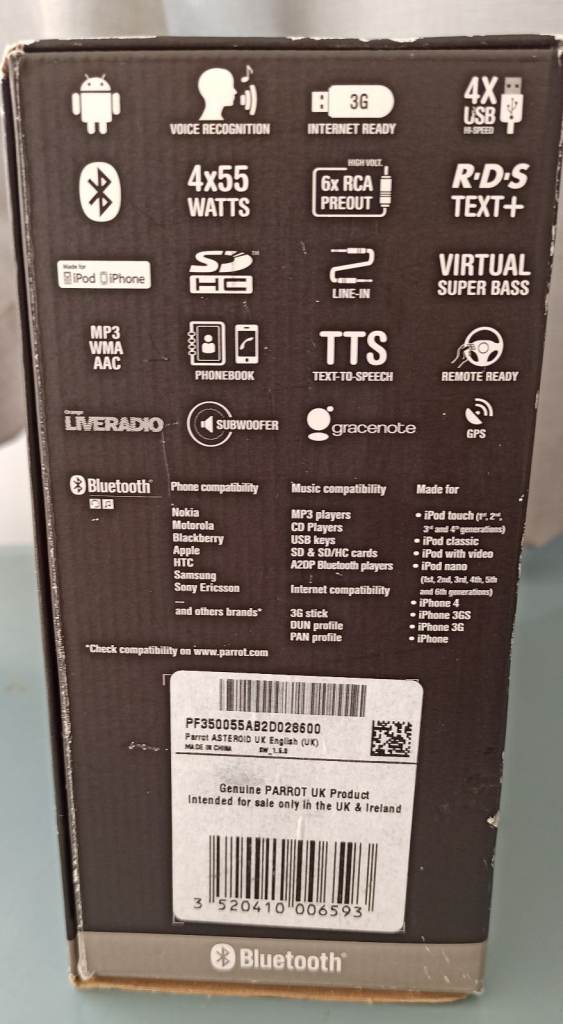 VOICE RECOGNITION
3G
INTERNET READY
4X
USB
HI-SPEED
4x55
WATTS
HIGH VOLT.
6x RCA
PREOUT
R·D·S
TEXT+
Made for
iPod iPhone
SD™
HC
LINE-IN
VIRTUAL
SUPER BASS
MP3
WMA
AAC
PHONEBOOK
TTS
TEXT-TO-SPEECH
REMOTE READY
Orange
LIVERADIO
SUBWOOFER
gracenote
GPS
Bluetooth®
Phone compatibility
Nokia
Motorola
Blackberry
Apple
HTC
Samsung
Sony Ericsson
—
and others brands*
Music compatibility
MP3 players
CD Players
USB keys
SD & SD/HC cards
A2DP Bluetooth players
Internet compatibility
3G stick
DUN profile
PAN profile
Made for
• iPod touch (1st, 2nd,
3rd and 4th generations)
• iPod classic
• iPod with video
• iPod nano
(1st, 2nd, 3rd, 4th, 5th
and 6th generations)
• iPhone 4
• iPhone 3GS
• iPhone 3G
• iPhone
*Check compatibility on www.parrot.com
PF350055AB2D028600
Parrot ASTEROID UK English (UK)
MADE IN CHINA SW_1.5.0
Genuine PARROT UK Product
Intended for sale only in the UK & Ireland
3 520410 006593
Bluetooth®